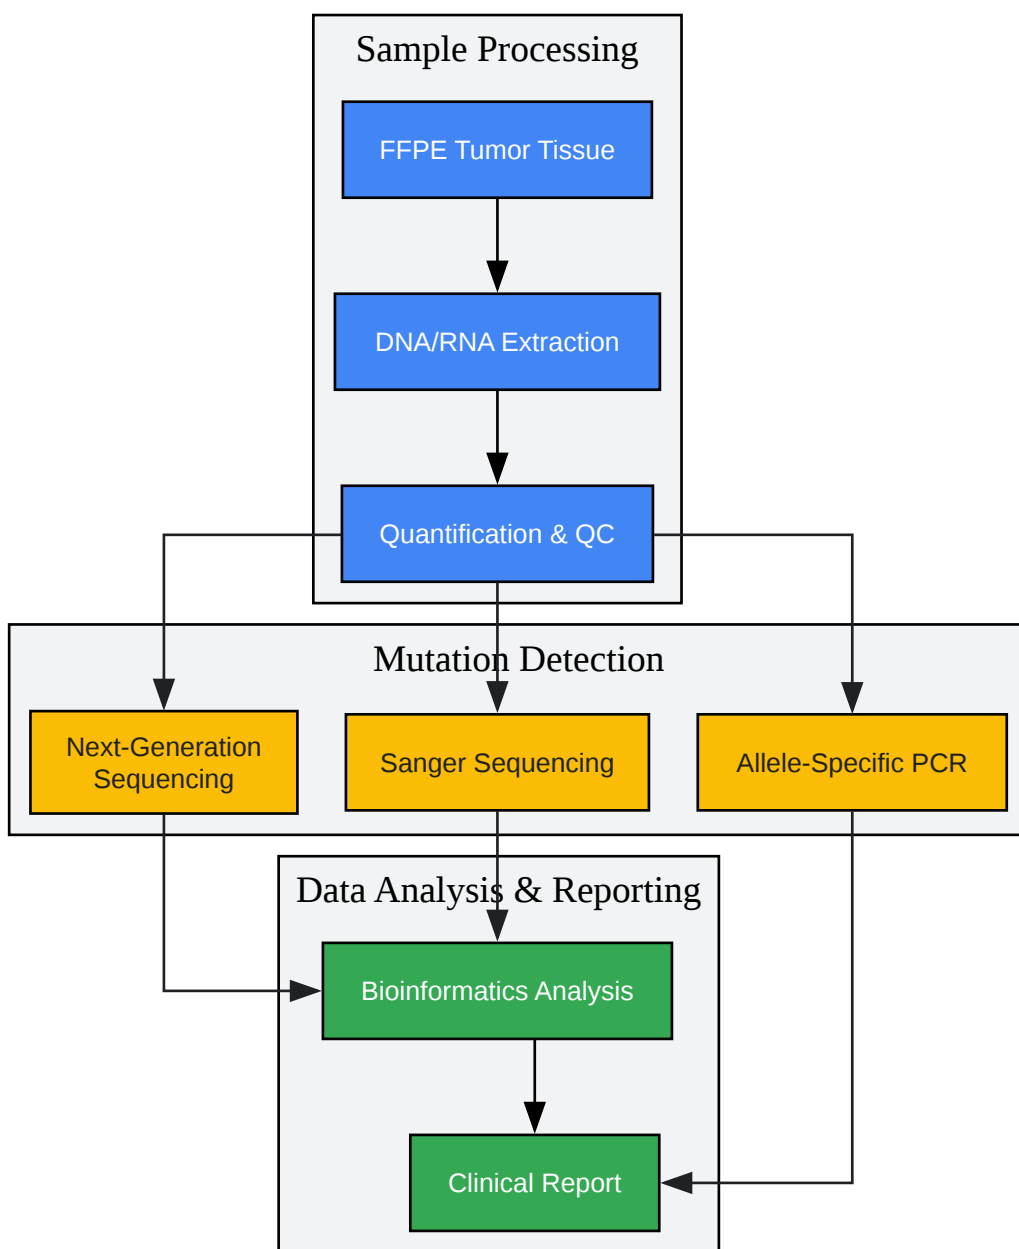 Sample Processing
FFPE Tumor Tissue
DNA/RNA Extraction
Quantification & QC
Mutation Detection
Next-Generation
Sequencing
Sanger Sequencing
Allele-Specific PCR
Data Analysis & Reporting
Bioinformatics Analysis
Clinical Report